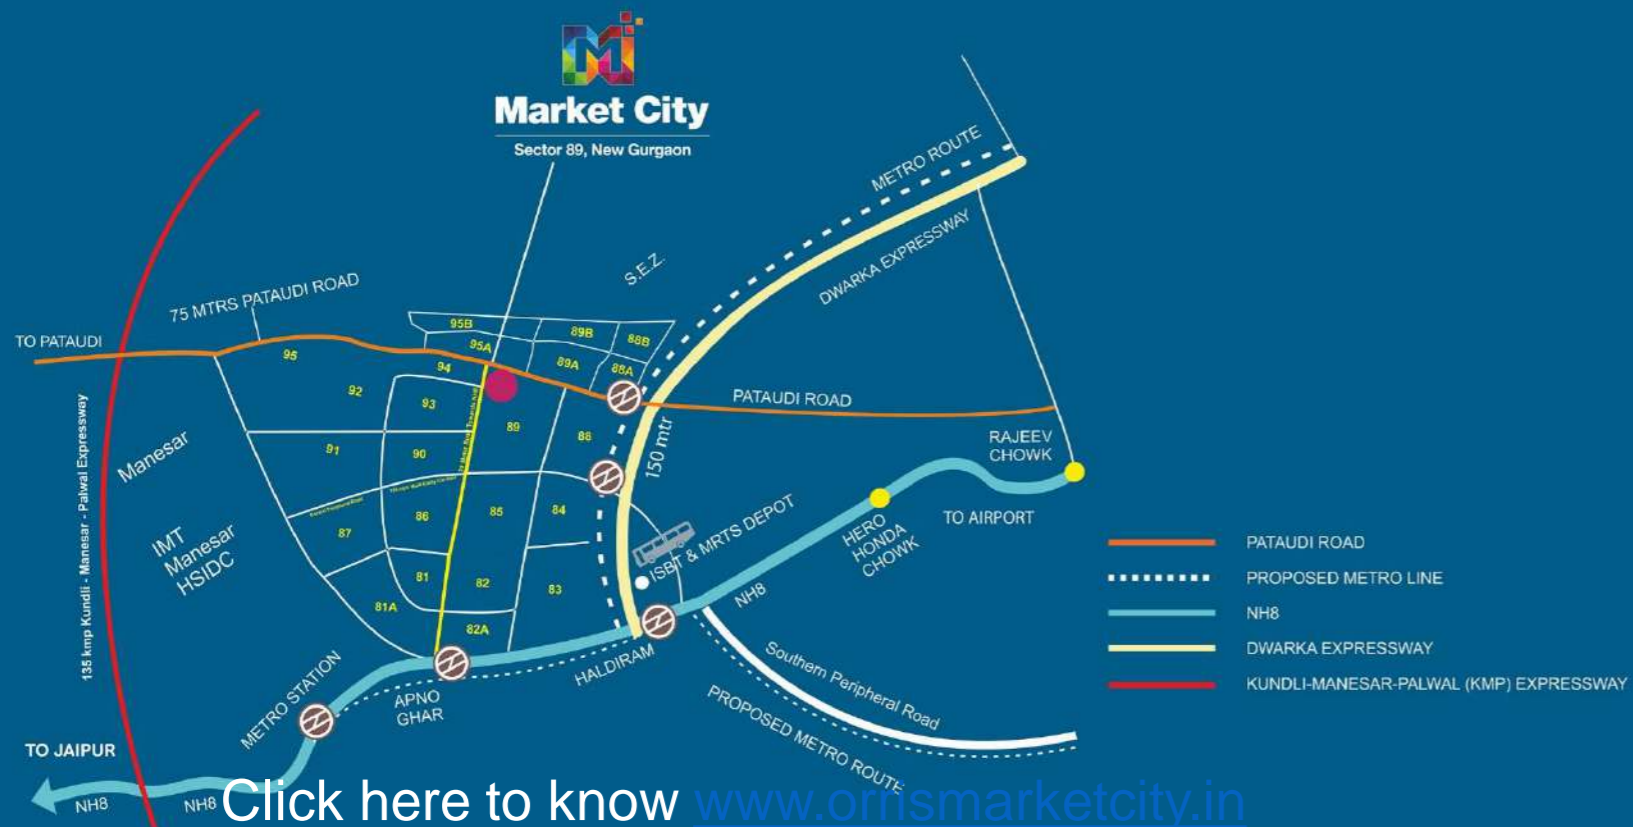 Market City
Sector 89, New Gurgaon
METRO ROUTE
DWARKA EXPRESSWAY
S.E.Z.
75 MTRS PATAUDI ROAD
TO PATAUDI
95B
89B
88B
95A
89A
88A
95
94
92
93
89
88
91
90
PATAUDI ROAD
150 mtr
RAJEEV
CHOWK
Manesar
135 kmp Kundli - Manesar - Palwal Expressway
IMT
Manesar
HSIDC
87
86
85
84
81
82
83
81A
82A
ISBT & MRTS DEPOT
HERO
HONDA
CHOWK
TO AIRPORT
NH8
HALDIRAM
Southern Peripheral Road
PROPOSED METRO ROUTE
METRO STATION
APNO
GHAR
TO JAIPUR
NH8
NH8
PATAUDI ROAD
PROPOSED METRO LINE
NH8
DWARKA EXPRESSWAY
KUNDLI-MANESAR-PALWAL (KMP) EXPRESSWAY
Click here to know www.orrismarketcity.in